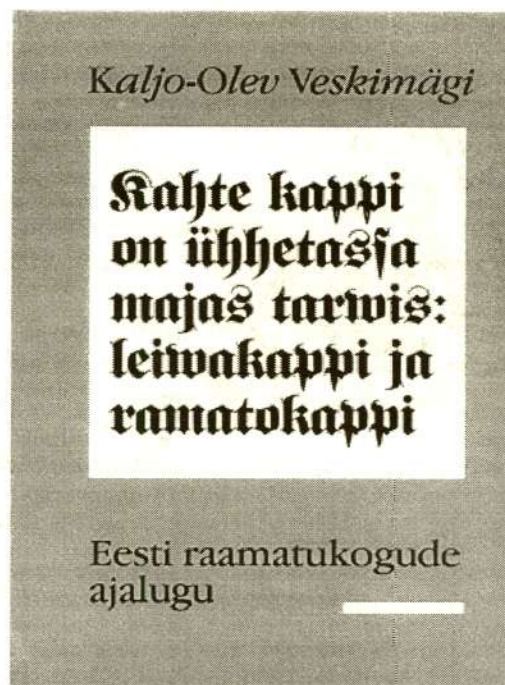 Kaljo-Olev Veskimägi
Kahte kappi
on ühhetasſa
majas tarwis:
leiwakappi ja
ramatokappi
Eesti raamatukogude
ajalugu